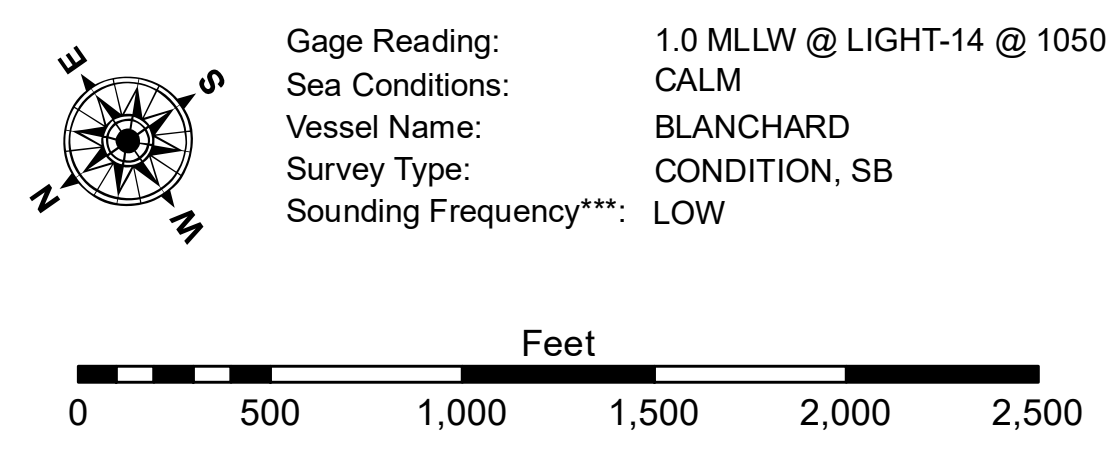 E
S
N
W
Gage Reading: 1.0 MLLW @ LIGHT-14 @ 1050
Sea Conditions: CALM
Vessel Name: BLANCHARD
Survey Type: CONDITION, SB
Sounding Frequency***: LOW
Feet
0 500 1,000 1,500 2,000 2,500